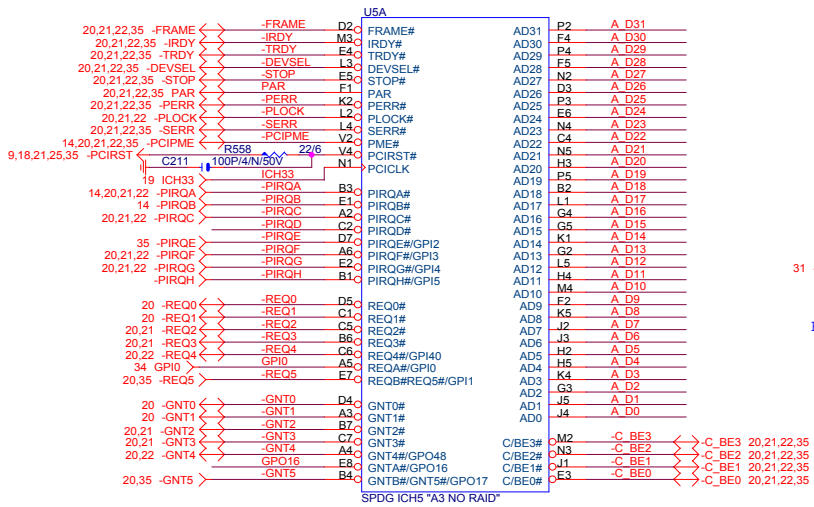 U5A
20,21,22,35 -FRAME -FRAME D2 FRAME# AD31 P2 A_D31
20,21,22,35 -IRDY -IRDY M3 IRDY# AD30 F4 A_D30
20,21,22,35 -TRDY -TRDY E4 TRDY# AD29 P4 A_D29
20,21,22,35 -DEVSEL -DEVSEL L3 DEVSEL# AD28 F5 A_D28
20,21,22,35 -STOP -STOP E5 STOP# AD27 N2 A_D27
20,21,22,35 PAR PAR F1 PAR AD26 D3 A_D26
20,21,22,35 -PERR -PERR K2 PERR# AD25 P3 A_D25
20,21,22 -PLOCK -PLOCK L2 PLOCK# AD24 E6 A_D24
20,21,22,35 -SERR -SERR L4 SERR# AD23 N4 A_D23
14,20,21,22,35 -PCIPME -PCIPME V2 PME# AD22 C4 A_D22
9,18,21,25,35 -PCIRST R558 22/6 V4 PCIRST# AD21 N5 A_D21
C211 100P/4/N/50V N1 PCICLK AD20 H3 A_D20
19 ICH33 ICH33 AD19 P5 A_D19
14,20,21,22 -PIRQA -PIRQA B3 PIRQA# AD18 B2 A_D18
14 -PIRQB -PIRQB E1 PIRQB# AD17 L1 A_D17
20,21,22 -PIRQC -PIRQC A2 PIRQC# AD16 G4 A_D16
-PIRQD C2 PIRQD# AD15 G5 A_D15
35 -PIRQE -PIRQE D7 PIRQE#/GPI2 AD14 K1 A_D14
20,21,22 -PIRQF -PIRQF A6 PIRQF#/GPI3 AD13 G2 A_D13
20,21,22 -PIRQG -PIRQG E2 PIRQG#/GPI4 AD12 L5 A_D12
-PIRQH -PIRQH B1 PIRQH#/GPI5 AD11 H4 A_D11
31
AD10 M4 A_D10
20 -REQ0 -REQ0 D5 REQ0# AD9 F2 A_D9
20 -REQ1 -REQ1 C1 REQ1# AD8 K5 A_D8
20,21 -REQ2 -REQ2 C5 REQ2# AD7 J2 A_D7
20,21 -REQ3 -REQ3 B6 REQ3# AD6 J3 A_D6
20,22 -REQ4 -REQ4 C6 REQ4#/GPI40 AD5 H2 A_D5
34 GPI0 GPI0 A5 REQA#/GPI0 AD4 H5 A_D4
20,35 -REQ5 -REQ5 E7 REQB#REQ5#/GPI1 AD3 K4 A_D3
AD2 G3 A_D2
20 -GNT0 -GNT0 D4 GNT0# AD1 J5 A_D1
20 -GNT1 -GNT1 A3 GNT1# AD0 J4 A_D0
20,21 -GNT2 -GNT2 B7 GNT2#
20,21 -GNT3 -GNT3 C7 GNT3# C/BE3# M2 -C_BE3 -C_BE3 20,21,22,35
20,22 -GNT4 -GNT4 A4 GNT4#/GPO48 C/BE2# N3 -C_BE2 -C_BE2 20,21,22,35
GPO16 E8 GNTA#/GPO16 C/BE1# J1 -C_BE1 -C_BE1 20,21,22,35
20,35 -GNT5 -GNT5 B4 GNTB#/GNT5#/GPO17 C/BE0# E3 -C_BE0 -C_BE0 20,21,22,35
SPDG ICH5 "A3 NO RAID"